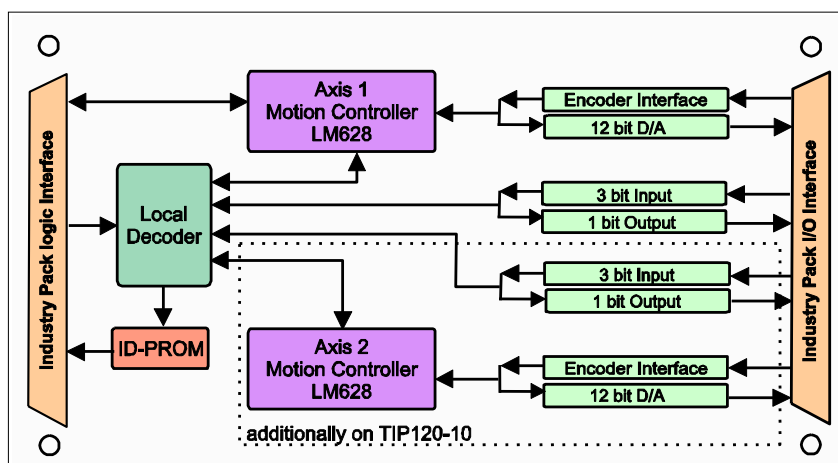 Industry Pack logic Interface
Axis 1
Motion Controller
LM628
Encoder Interface
12 bit D/A
Local
Decoder
3 bit Input
1 bit Output
3 bit Input
1 bit Output
ID-PROM
Axis 2
Motion Controller
LM628
Encoder Interface
12 bit D/A
additionally on TIP120-10
Industry Pack I/O Interface